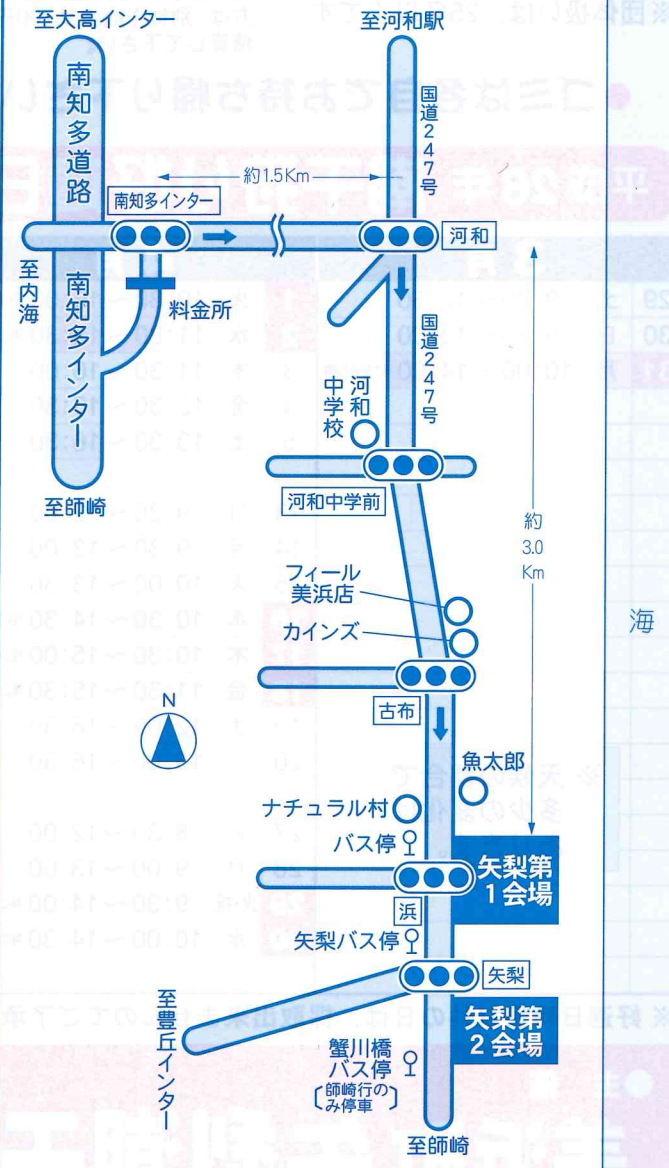 至大高インター
至河和駅
南知多道路
国道247号
約1.5Km
南知多インター
河和
至内海
南知多インター
料金所
国道247号
河和
中学校
至師崎
河和中学前
約
3.0
Km
フィール
美浜店
カインズ
海
古布
N
魚太郎
ナチュラル村
バス停
矢梨第
1会場
浜
矢梨バス停
矢梨
至豊丘インター
矢梨第
2会場
蟹川橋
バス停
〔師崎行の
み停車〕
至師崎